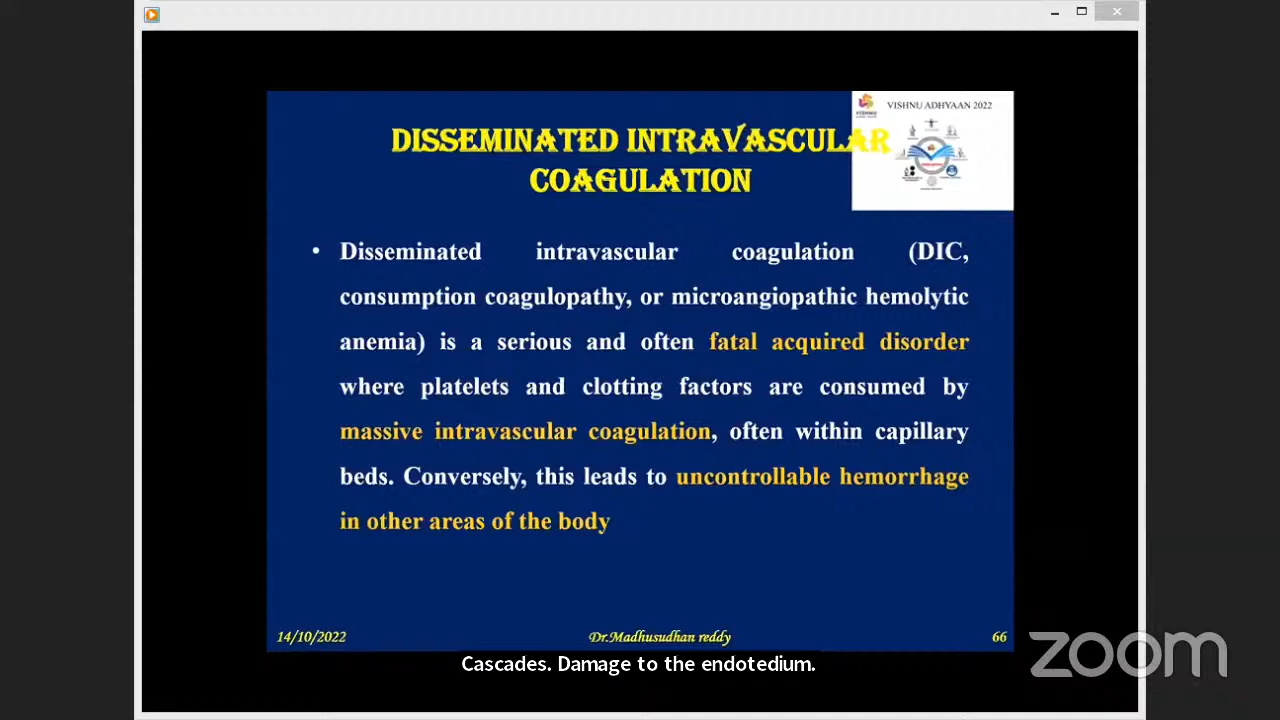 VISHNU ADHYAAN 2022
DISSEMINATED INTRAVASCULAR
COAGULATION
• Disseminated intravascular coagulation (DIC,
consumption coagulopathy, or microangiopathic hemolytic
anemia) is a serious and often fatal acquired disorder
where platelets and clotting factors are consumed by
massive intravascular coagulation, often within capillary
beds. Conversely, this leads to uncontrollable hemorrhage
in other areas of the body
14/10/2022 Dr.Madhusudhan reddy 66
Cascades. Damage to the endotedium.
zoom